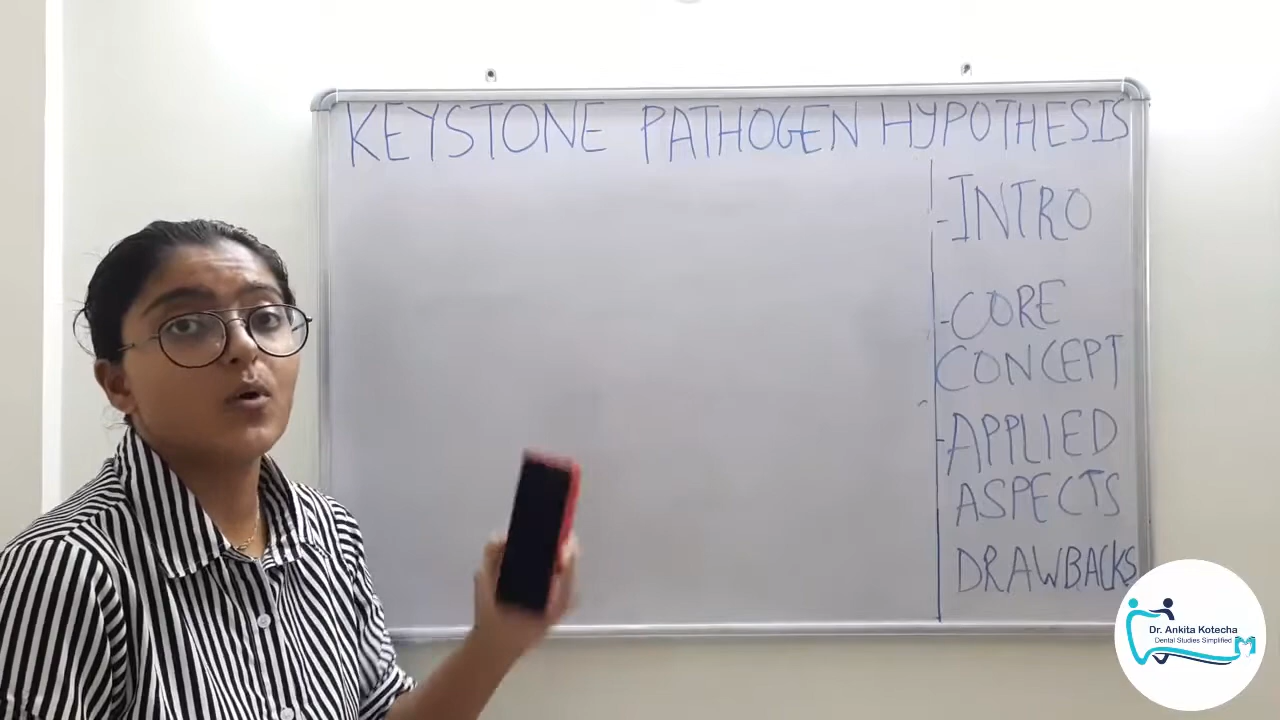 KEYSTONE PATHOGEN HYPOTHESIS
-INTRO
-CORE
CONCEPT
-APPLIED
ASPECTS
DRAWBACKS
Dr. Ankita Kotecha
Dental Studies Simplified